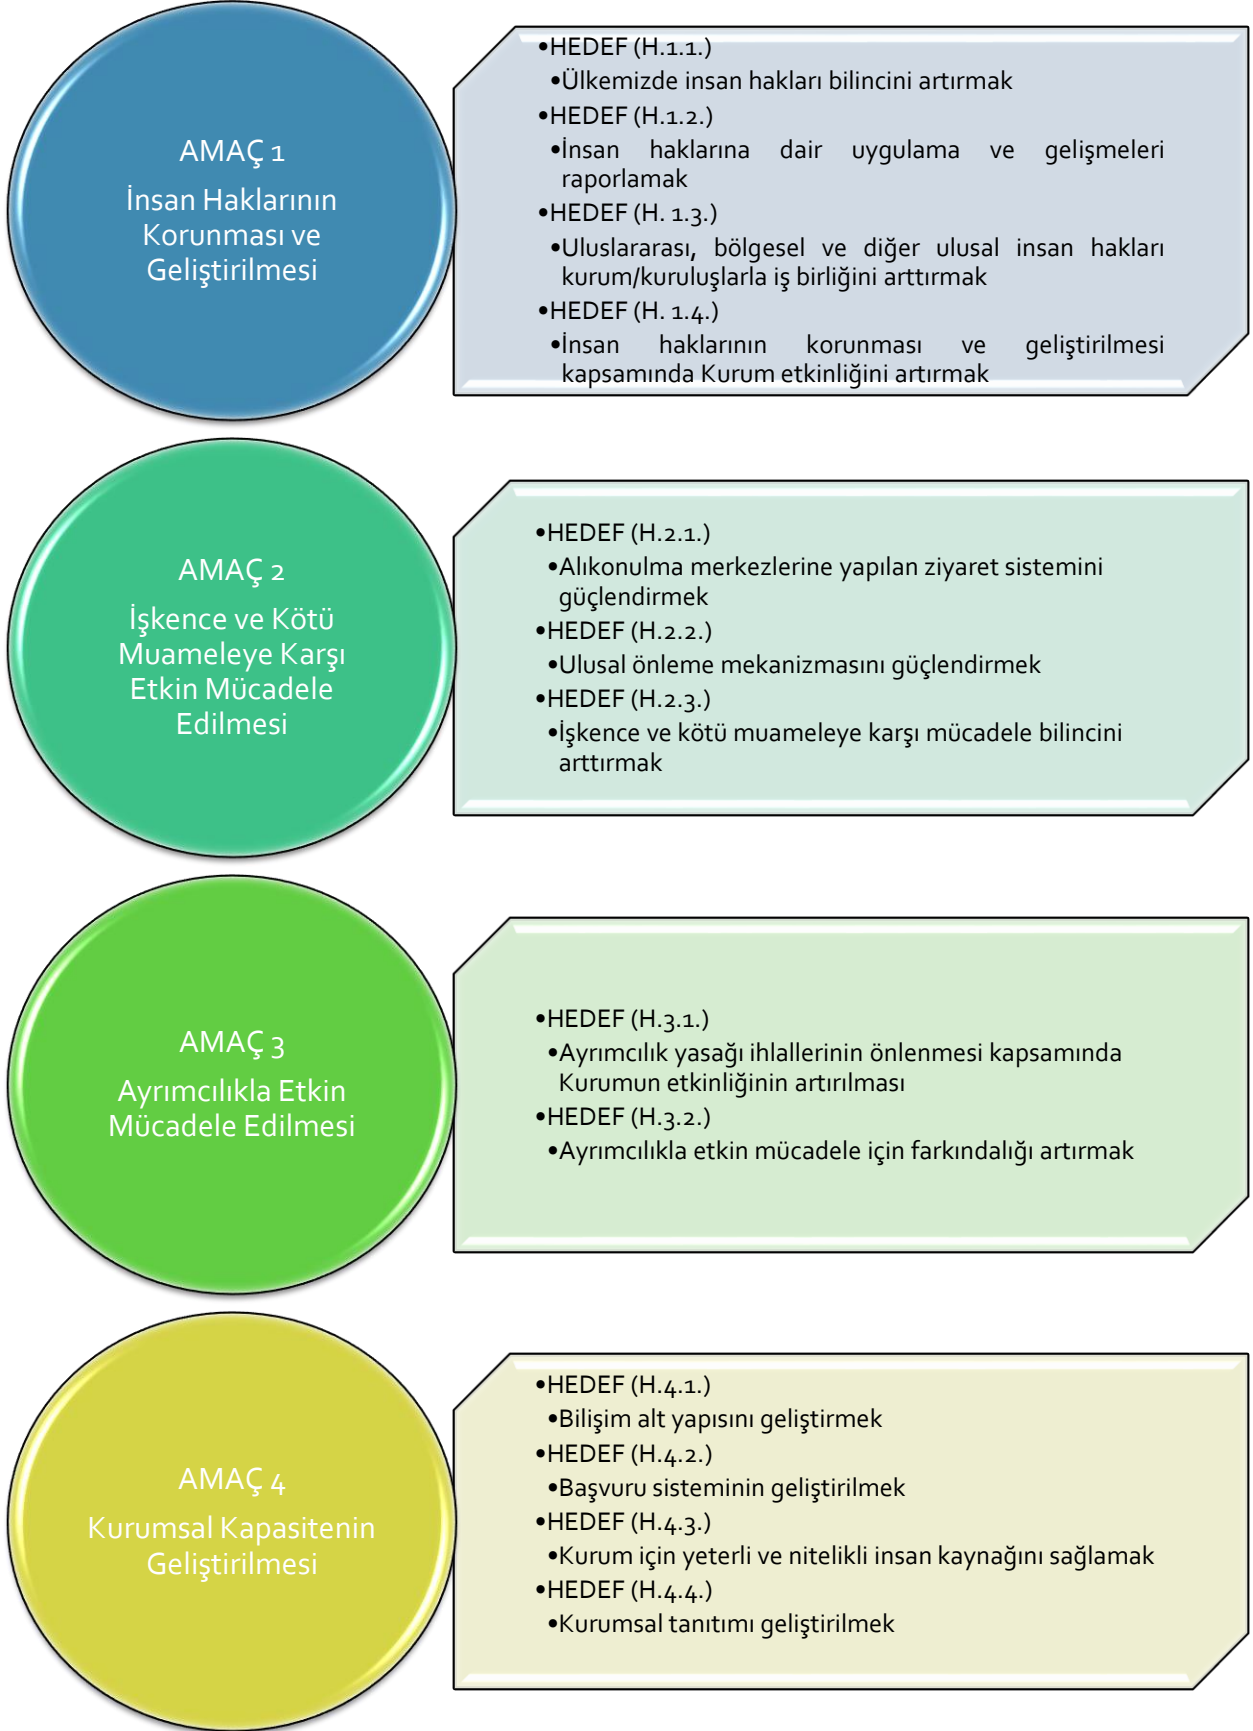 AMAÇ 1
İnsan Haklarının
Korunması ve
Geliştirilmesi
•HEDEF (H.1.1.)
•Ülkemizde insan hakları bilincini artırmak
•HEDEF (H.1.2.)
•İnsan haklarına dair uygulama ve gelişmeleri
raporlamak
•HEDEF (H. 1.3.)
•Uluslararası, bölgesel ve diğer ulusal insan hakları
kurum/kuruluşlarla iş birliğini arttırmak
•HEDEF (H. 1.4.)
•İnsan haklarının korunması ve geliştirilmesi
kapsamında Kurum etkinliğini artırmak
AMAÇ 2
İşkence ve Kötü
Muameleye Karşı
Etkin Mücadele
Edilmesi
•HEDEF (H.2.1.)
•Alıkonulma merkezlerine yapılan ziyaret sistemini
güçlendirmek
•HEDEF (H.2.2.)
•Ulusal önleme mekanizmasını güçlendirmek
•HEDEF (H.2.3.)
•İşkence ve kötü muameleye karşı mücadele bilincini
arttırmak
AMAÇ 3
Ayrımcılıkla Etkin
Mücadele Edilmesi
•HEDEF (H.3.1.)
•Ayrımcılık yasağı ihlallerinin önlenmesi kapsamında
Kurumun etkinliğinin artırılması
•HEDEF (H.3.2.)
•Ayrımcılıkla etkin mücadele için farkındalığı artırmak
AMAÇ 4
Kurumsal Kapasitenin
Geliştirilmesi
•HEDEF (H.4.1.)
•Bilişim alt yapısını geliştirmek
•HEDEF (H.4.2.)
•Başvuru sisteminin geliştirilmek
•HEDEF (H.4.3.)
•Kurum için yeterli ve nitelikli insan kaynağını sağlamak
•HEDEF (H.4.4.)
•Kurumsal tanıtımı geliştirilmek